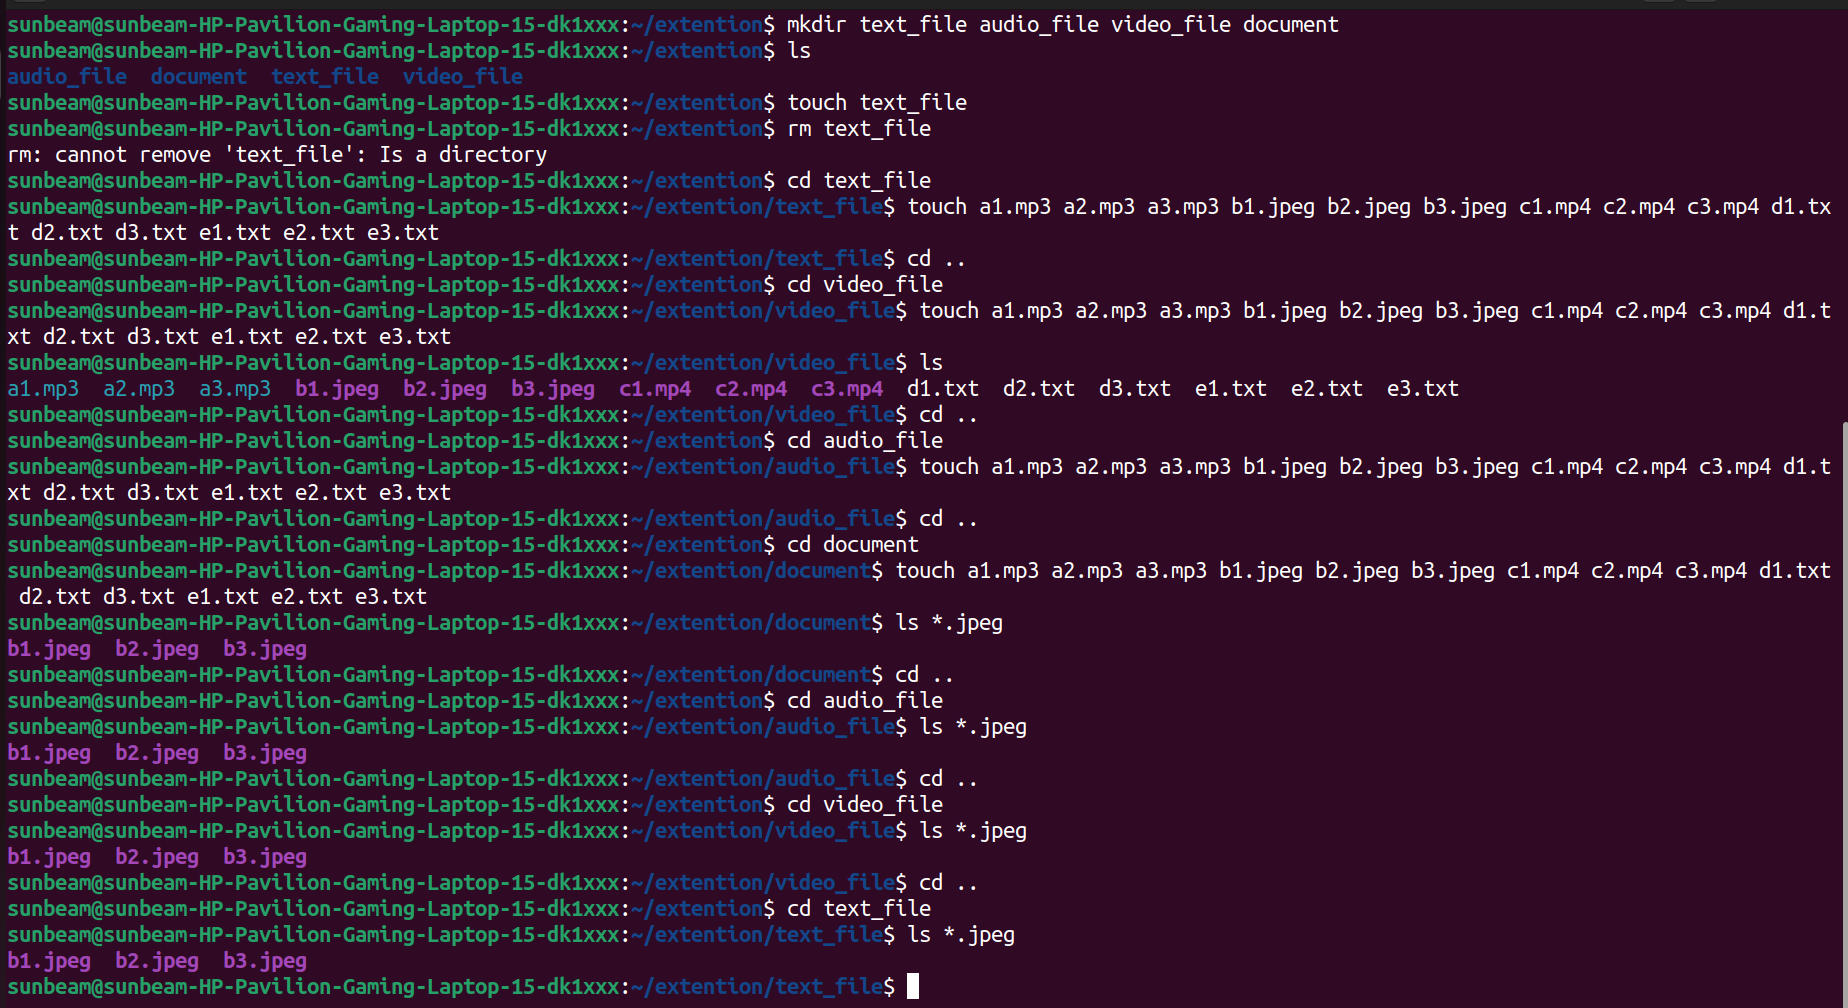 sunbeam@sunbeam-HP-Pavilion-Gaming-Laptop-15-dk1xxx:~/extention$ mkdir text_file audio_file video_file document
sunbeam@sunbeam-HP-Pavilion-Gaming-Laptop-15-dk1xxx:~/extention$ ls
audio_file  document  text_file  video_file
sunbeam@sunbeam-HP-Pavilion-Gaming-Laptop-15-dk1xxx:~/extention$ touch text_file
sunbeam@sunbeam-HP-Pavilion-Gaming-Laptop-15-dk1xxx:~/extention$ rm text_file
rm: cannot remove 'text_file': Is a directory
sunbeam@sunbeam-HP-Pavilion-Gaming-Laptop-15-dk1xxx:~/extention$ cd text_file
sunbeam@sunbeam-HP-Pavilion-Gaming-Laptop-15-dk1xxx:~/extention/text_file$ touch a1.mp3 a2.mp3 a3.mp3 b1.jpeg b2.jpeg b3.jpeg c1.mp4 c2.mp4 c3.mp4 d1.tx
t d2.txt d3.txt e1.txt e2.txt e3.txt
sunbeam@sunbeam-HP-Pavilion-Gaming-Laptop-15-dk1xxx:~/extention/text_file$ cd ..
sunbeam@sunbeam-HP-Pavilion-Gaming-Laptop-15-dk1xxx:~/extention$ cd video_file
sunbeam@sunbeam-HP-Pavilion-Gaming-Laptop-15-dk1xxx:~/extention/video_file$ touch a1.mp3 a2.mp3 a3.mp3 b1.jpeg b2.jpeg b3.jpeg c1.mp4 c2.mp4 c3.mp4 d1.t
xt d2.txt d3.txt e1.txt e2.txt e3.txt
sunbeam@sunbeam-HP-Pavilion-Gaming-Laptop-15-dk1xxx:~/extention/video_file$ ls
a1.mp3  a2.mp3  a3.mp3  b1.jpeg  b2.jpeg  b3.jpeg  c1.mp4  c2.mp4  c3.mp4  d1.txt  d2.txt  d3.txt  e1.txt  e2.txt  e3.txt
sunbeam@sunbeam-HP-Pavilion-Gaming-Laptop-15-dk1xxx:~/extention/video_file$ cd ..
sunbeam@sunbeam-HP-Pavilion-Gaming-Laptop-15-dk1xxx:~/extention$ cd audio_file
sunbeam@sunbeam-HP-Pavilion-Gaming-Laptop-15-dk1xxx:~/extention/audio_file$ touch a1.mp3 a2.mp3 a3.mp3 b1.jpeg b2.jpeg b3.jpeg c1.mp4 c2.mp4 c3.mp4 d1.t
xt d2.txt d3.txt e1.txt e2.txt e3.txt
sunbeam@sunbeam-HP-Pavilion-Gaming-Laptop-15-dk1xxx:~/extention/audio_file$ cd ..
sunbeam@sunbeam-HP-Pavilion-Gaming-Laptop-15-dk1xxx:~/extention$ cd document
sunbeam@sunbeam-HP-Pavilion-Gaming-Laptop-15-dk1xxx:~/extention/document$ touch a1.mp3 a2.mp3 a3.mp3 b1.jpeg b2.jpeg b3.jpeg c1.mp4 c2.mp4 c3.mp4 d1.txt
 d2.txt d3.txt e1.txt e2.txt e3.txt
sunbeam@sunbeam-HP-Pavilion-Gaming-Laptop-15-dk1xxx:~/extention/document$ ls *.jpeg
b1.jpeg  b2.jpeg  b3.jpeg
sunbeam@sunbeam-HP-Pavilion-Gaming-Laptop-15-dk1xxx:~/extention/document$ cd ..
sunbeam@sunbeam-HP-Pavilion-Gaming-Laptop-15-dk1xxx:~/extention$ cd audio_file
sunbeam@sunbeam-HP-Pavilion-Gaming-Laptop-15-dk1xxx:~/extention/audio_file$ ls *.jpeg
b1.jpeg  b2.jpeg  b3.jpeg
sunbeam@sunbeam-HP-Pavilion-Gaming-Laptop-15-dk1xxx:~/extention/audio_file$ cd ..
sunbeam@sunbeam-HP-Pavilion-Gaming-Laptop-15-dk1xxx:~/extention$ cd video_file
sunbeam@sunbeam-HP-Pavilion-Gaming-Laptop-15-dk1xxx:~/extention/video_file$ ls *.jpeg
b1.jpeg  b2.jpeg  b3.jpeg
sunbeam@sunbeam-HP-Pavilion-Gaming-Laptop-15-dk1xxx:~/extention/video_file$ cd ..
sunbeam@sunbeam-HP-Pavilion-Gaming-Laptop-15-dk1xxx:~/extention$ cd text_file
sunbeam@sunbeam-HP-Pavilion-Gaming-Laptop-15-dk1xxx:~/extention/text_file$ ls *.jpeg
b1.jpeg  b2.jpeg  b3.jpeg
sunbeam@sunbeam-HP-Pavilion-Gaming-Laptop-15-dk1xxx:~/extention/text_file$